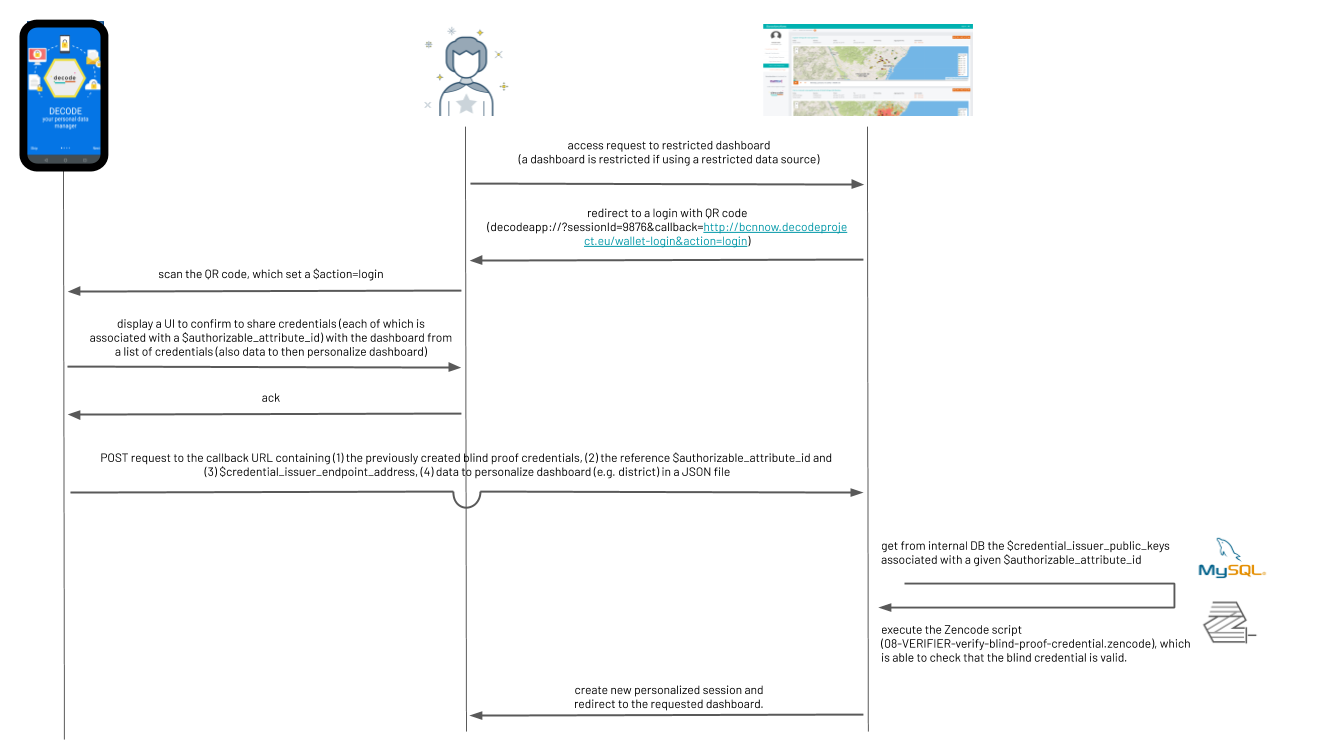 decode
DECODE
your personal data
manager
access request to restricted dashboard
(a dashboard is restricted if using a restricted data source)
redirect to a login with QR code
(decodeapp://?sessionId=9876&callback=http://bcnnow.decodeproje
ct.eu/wallet-login&action=login)
scan the QR code, which set a $action=login
display a UI to confirm to share credentials (each of which is
associated with a $authorizable_attribute_id) with the dashboard from
a list of credentials (also data to then personalize dashboard)
ack
POST request to the callback URL containing (1) the previously created blind proof credentials, (2) the reference $authorizable_attribute_id and
(3) $credential_issuer_endpoint_address, (4) data to personalize dashboard (e.g. district) in a JSON file
get from internal DB the $credential_issuer_public_keys
associated with a given $authorizable_attribute_id
MySQL
execute the Zencode script
(08-VERIFIER-verify-blind-proof-credential.zencode), which
is able to check that the blind credential is valid.
create new personalized session and
redirect to the requested dashboard.